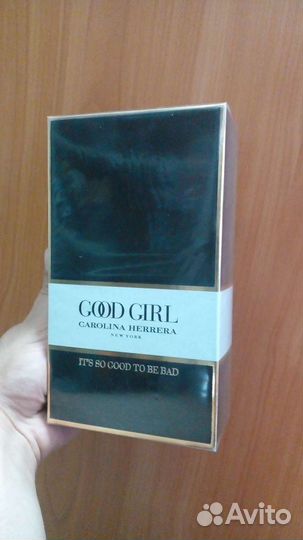 GOOD GIRL
CAROLINA HERRERA
NEW YORK
IT'S SO GOOD TO BE BAD
Avito